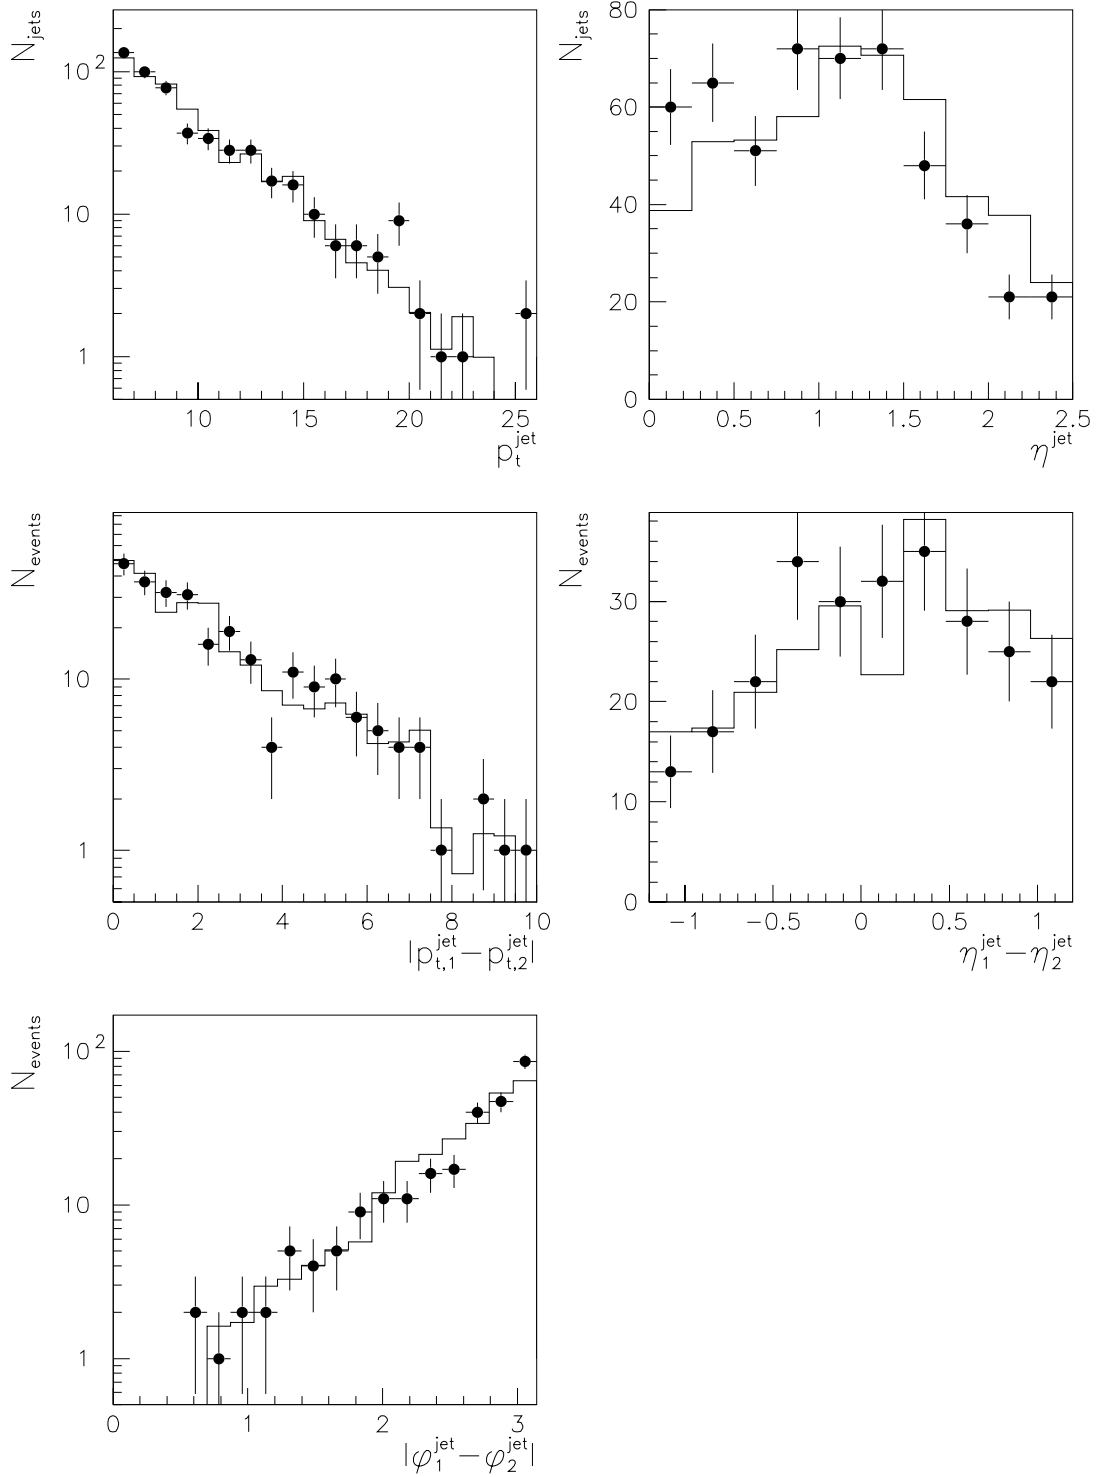 N_jets
10^2
10
1
10 15 20 25
p_t^jet
N_jets
80
60
40
20
0
0 0.5 1 1.5 2 2.5
η^jet
N_events
10
1
0 2 4 6 8 10
|p_t,1^jet − p_t,2^jet|
N_events
30
20
10
0
−1 −0.5 0 0.5 1
η_1^jet − η_2^jet
N_events
10^2
10
1
0 1 2 3
|φ_1^jet − φ_2^jet|